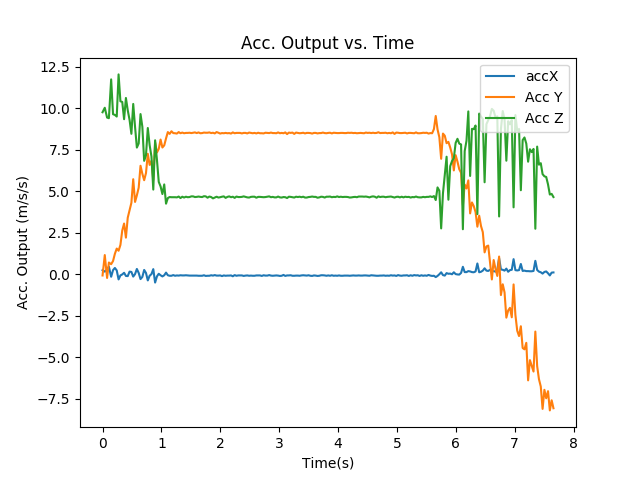 Acc. Output vs. Time
accX
Acc Y
Acc Z
Acc. Output (m/s/s)
12.5
10.0
7.5
5.0
2.5
0.0
−2.5
−5.0
−7.5
0 1 2 3 4 5 6 7 8
Time(s)